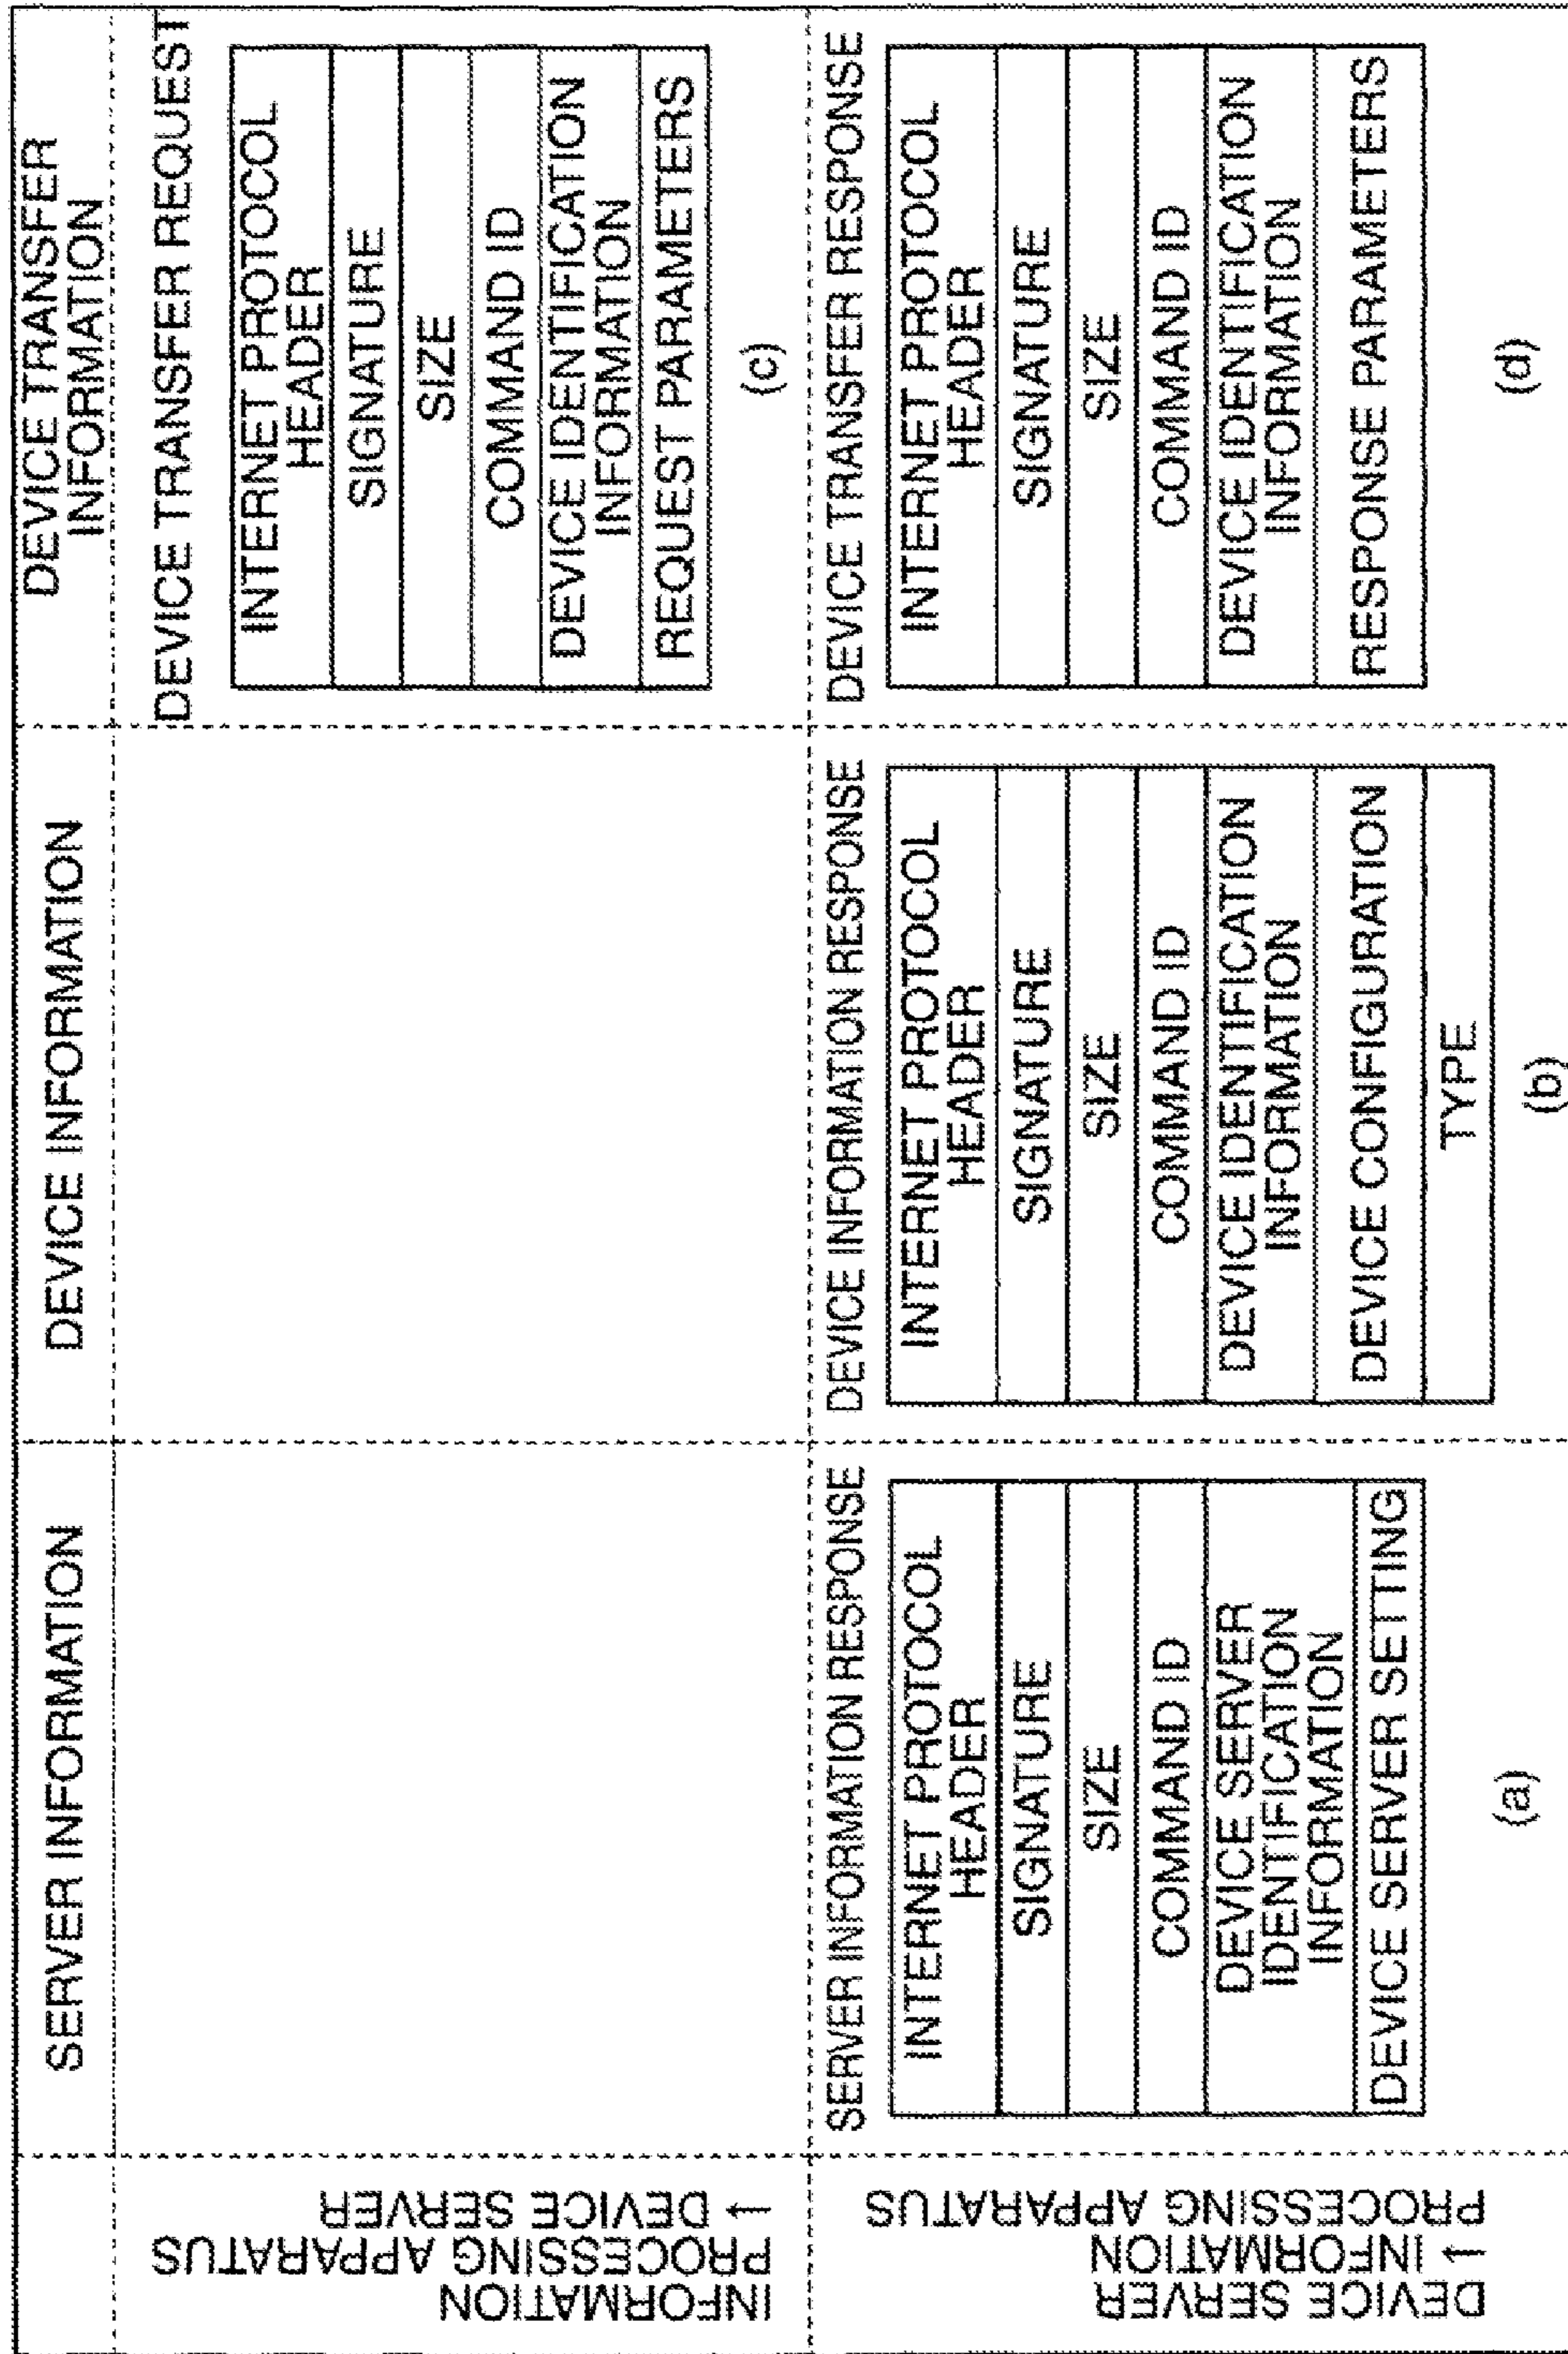 SERVER INFORMATION
DEVICE INFORMATION
DEVICE TRANSFER
INFORMATION
INFORMATION
PROCESSING APPARATUS
→ DEVICE SERVER
DEVICE TRANSFER REQUEST
INTERNET PROTOCOL
HEADER
SIGNATURE
SIZE
COMMAND ID
DEVICE IDENTIFICATION
INFORMATION
REQUEST PARAMETERS
(c)
DEVICE SERVER
→ INFORMATION
PROCESSING APPARATUS
SERVER INFORMATION RESPONSE
INTERNET PROTOCOL
HEADER
SIGNATURE
SIZE
COMMAND ID
DEVICE SERVER
IDENTIFICATION
INFORMATION
DEVICE SERVER SETTING
(a)
DEVICE INFORMATION RESPONSE
INTERNET PROTOCOL
HEADER
SIGNATURE
SIZE
COMMAND ID
DEVICE IDENTIFICATION
INFORMATION
DEVICE CONFIGURATION
TYPE
(b)
DEVICE TRANSFER RESPONSE
INTERNET PROTOCOL
HEADER
SIGNATURE
SIZE
COMMAND ID
DEVICE IDENTIFICATION
INFORMATION
RESPONSE PARAMETERS
(d)